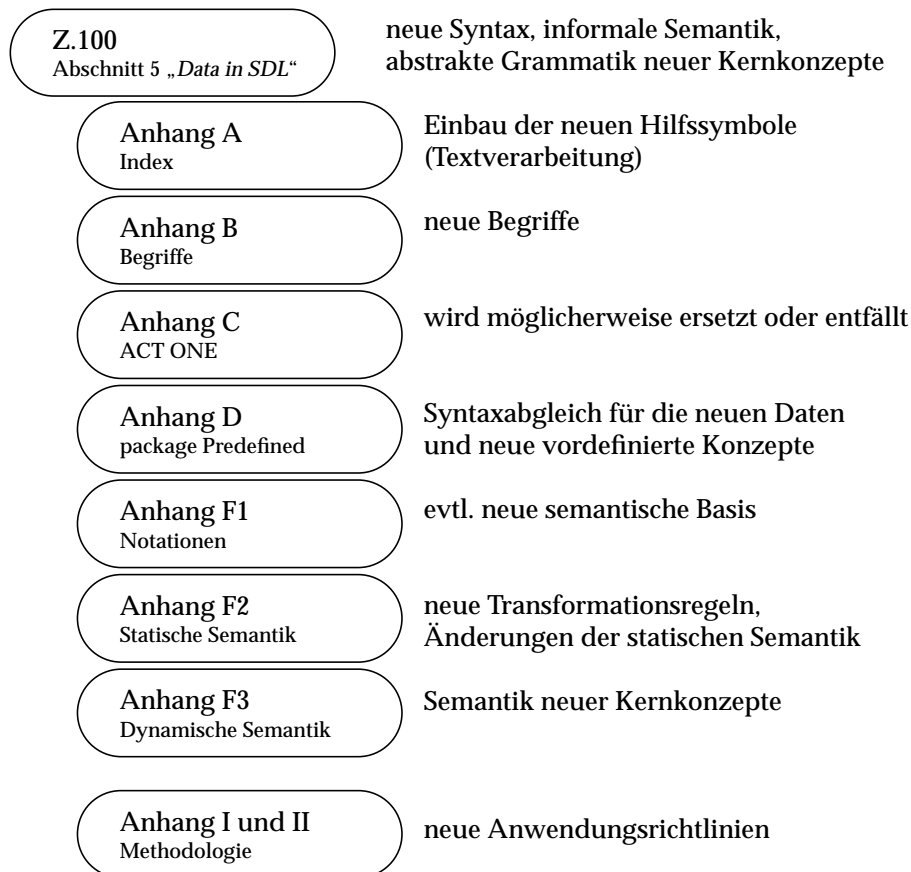 Z.100
Abschnitt 5 „Data in SDL“
neue Syntax, informale Semantik,
abstrakte Grammatik neuer Kernkonzepte
Anhang A
Index
Einbau der neuen Hilfssymbole
(Textverarbeitung)
Anhang B
Begriffe
neue Begriffe
Anhang C
ACT ONE
wird möglicherweise ersetzt oder entfällt
Anhang D
package Predefined
Syntaxabgleich für die neuen Daten
und neue vordefinierte Konzepte
Anhang F1
Notationen
evtl. neue semantische Basis
Anhang F2
Statische Semantik
neue Transformationsregeln,
Änderungen der statischen Semantik
Anhang F3
Dynamische Semantik
Semantik neuer Kernkonzepte
Anhang I und II
Methodologie
neue Anwendungsrichtlinien